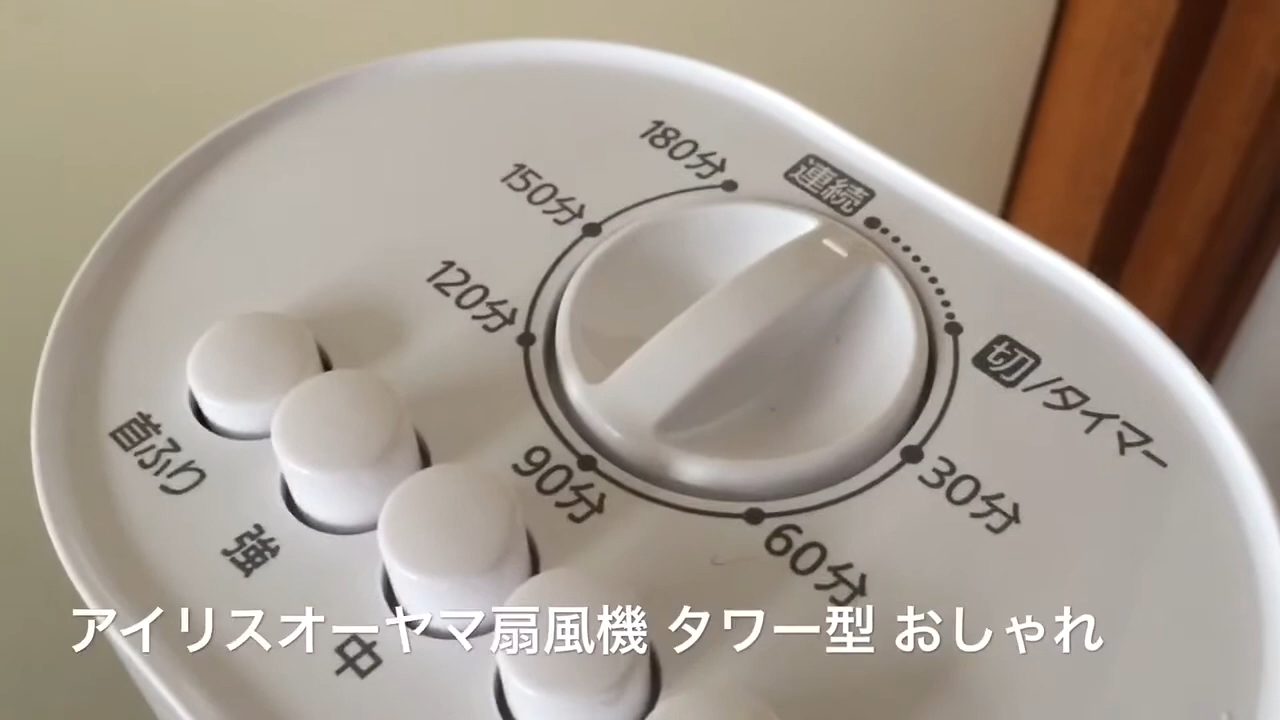 180分
連続
150分
120分
切/タイマー
90分
30分
60分
首ふり
強
中
アイリスオーヤマ扇風機 タワー型 おしゃれ